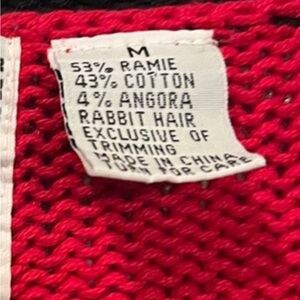 M
53% RAMIE
43% COTTON
4% ANGORA
RABBIT HAIR
EXCLUSIVE OF
TRIMMING
MADE IN CHINA
TURN FOR CARE